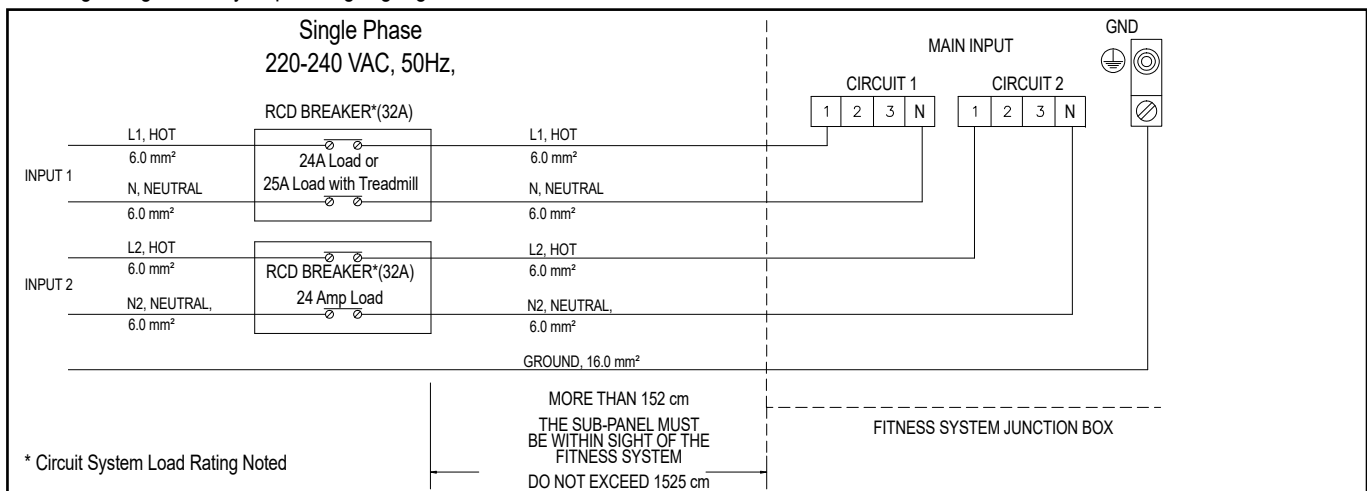 Single Phase
220-240 VAC, 50Hz,
MAIN INPUT
GND
CIRCUIT 1
CIRCUIT 2
1 2 3 N
1 2 3 N
RCD BREAKER*(32A)
24A Load or
25A Load with Treadmill
INPUT 1
L1, HOT
6.0 mm²
N, NEUTRAL
6.0 mm²
L1, HOT
6.0 mm²
N, NEUTRAL
6.0 mm²
INPUT 2
L2, HOT
6.0 mm²
N2, NEUTRAL,
6.0 mm²
RCD BREAKER*(32A)
24 Amp Load
L2, HOT
6.0 mm²
N2, NEUTRAL,
6.0 mm²
GROUND, 16.0 mm²
MORE THAN 152 cm
THE SUB-PANEL MUST
BE WITHIN SIGHT OF THE
FITNESS SYSTEM
DO NOT EXCEED 1525 cm
FITNESS SYSTEM JUNCTION BOX
* Circuit System Load Rating Noted